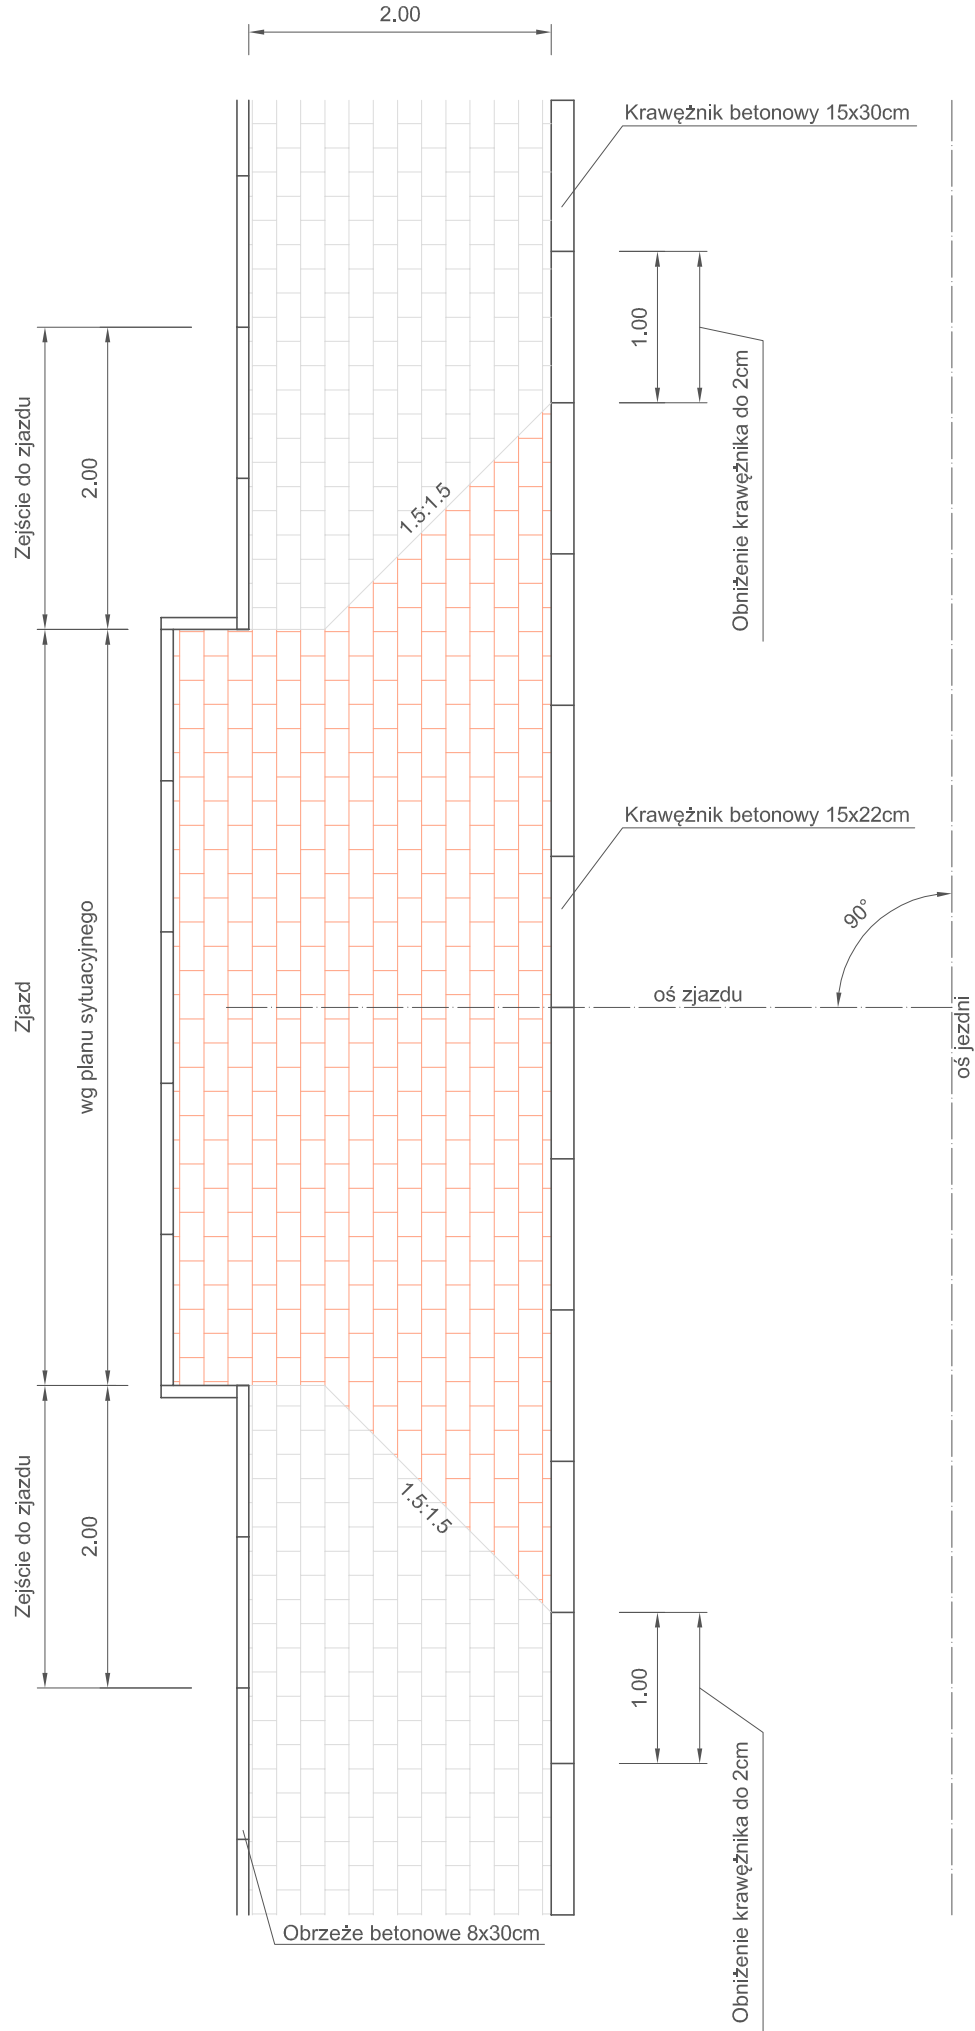 2.00
Krawężnik betonowy 15x30cm
1.00
Obniżenie krawężnika do 2cm
Zejście do zjazdu
2.00
1.5:1.5
Krawężnik betonowy 15x22cm
90°
oś zjazdu
oś jezdni
Zjazd
wg planu sytuacyjnego
1.5:1.5
Zejście do zjazdu
2.00
1.00
Obniżenie krawężnika do 2cm
Obrzeże betonowe 8x30cm